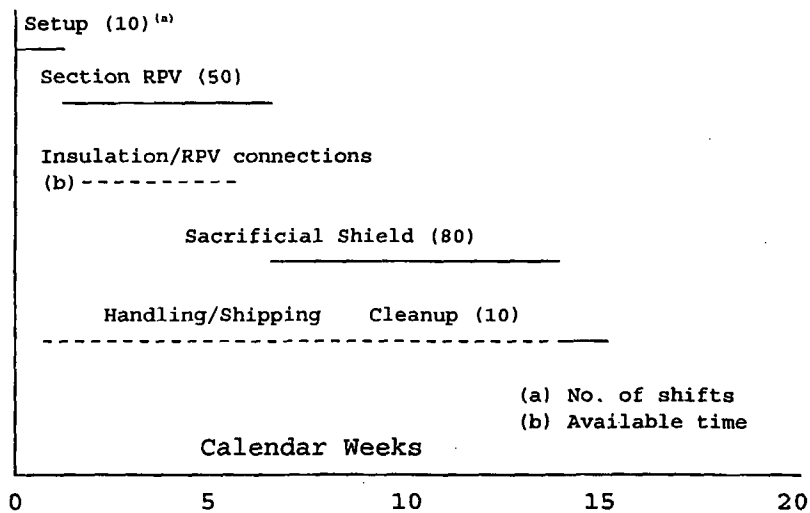 Setup (10)(a)
Section RPV (50)
Insulation/RPV connections
(b)
Sacrificial Shield (80)
Handling/Shipping Cleanup (10)
(a) No. of shifts
(b) Available time
Calendar Weeks
0 5 10 15 20